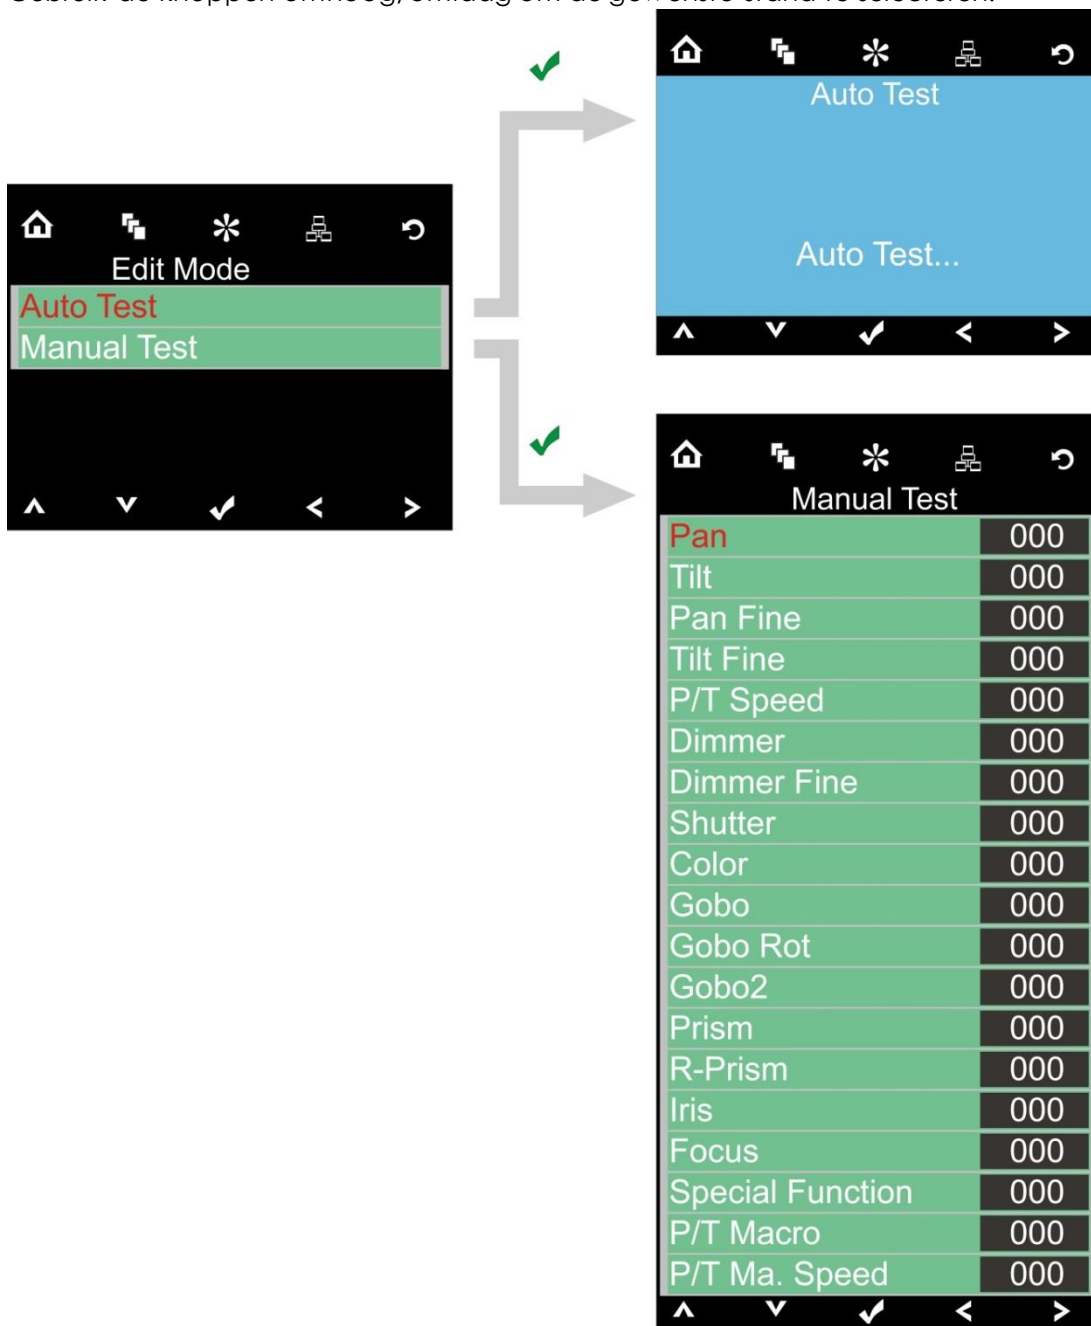 Edit Mode
Auto Test
Manual Test
Auto Test
Auto Test...
Manual Test
Pan 000
Tilt 000
Pan Fine 000
Tilt Fine 000
P/T Speed 000
Dimmer 000
Dimmer Fine 000
Shutter 000
Color 000
Gobo 000
Gobo Rot 000
Gobo2 000
Prism 000
R-Prism 000
Iris 000
Focus 000
Special Function 000
P/T Macro 000
P/T Ma. Speed 000